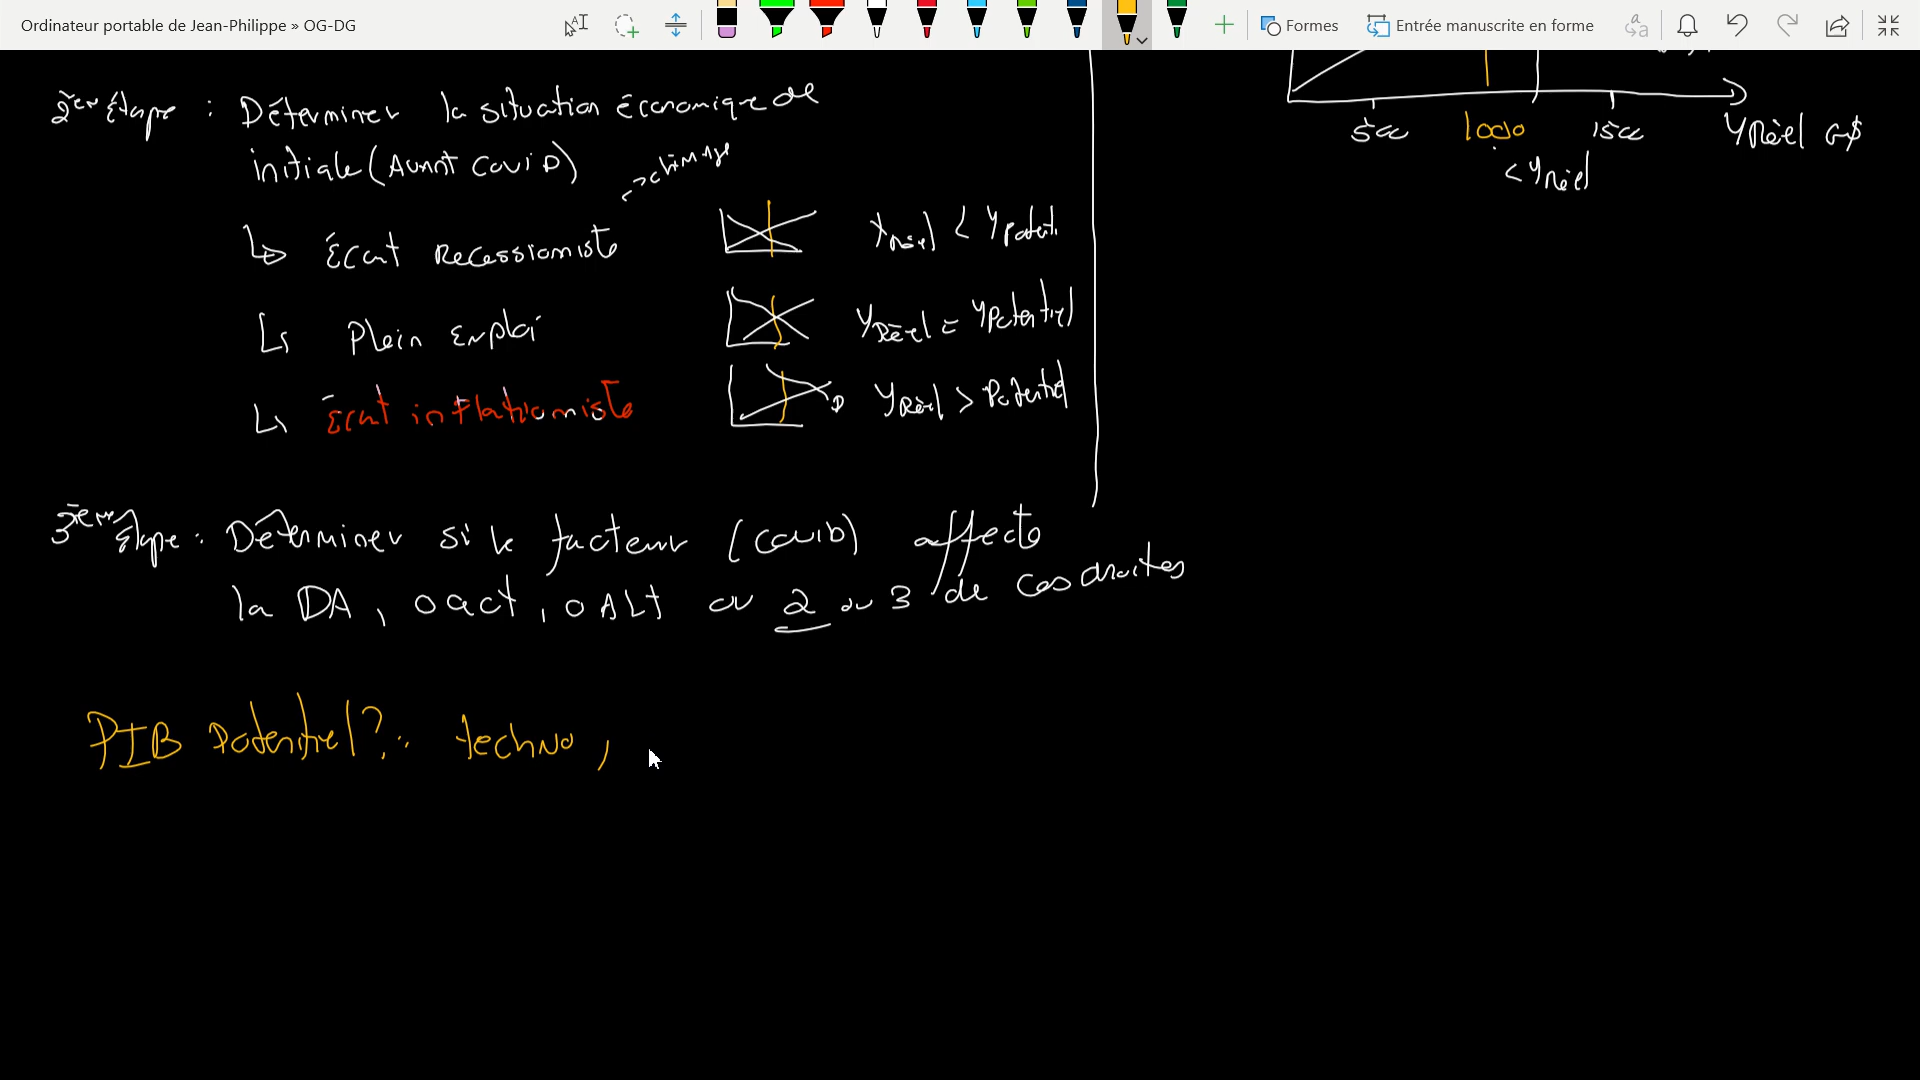 Ordinateur portable de Jean-Philippe » OG-DG
Formes
Entrée manuscrite en forme
2ème Étape : Déterminer la situation économique de
initiale (Avant Covid)
→ chômage
↳ Écart Recessionniste
Yréel < Ypotent.
↳ Plein Emploi
YRéel = YPotentiel
↳ Écart inflationniste
YRéel > Potentiel
3ème Étape : Déterminer si le facteur (covid) affecte
la DA, oact, oALt ou 2 ou 3 de ces droites
PIB Potentiel? : techno,
500
1000
1500
YRéel G$
< YRéel